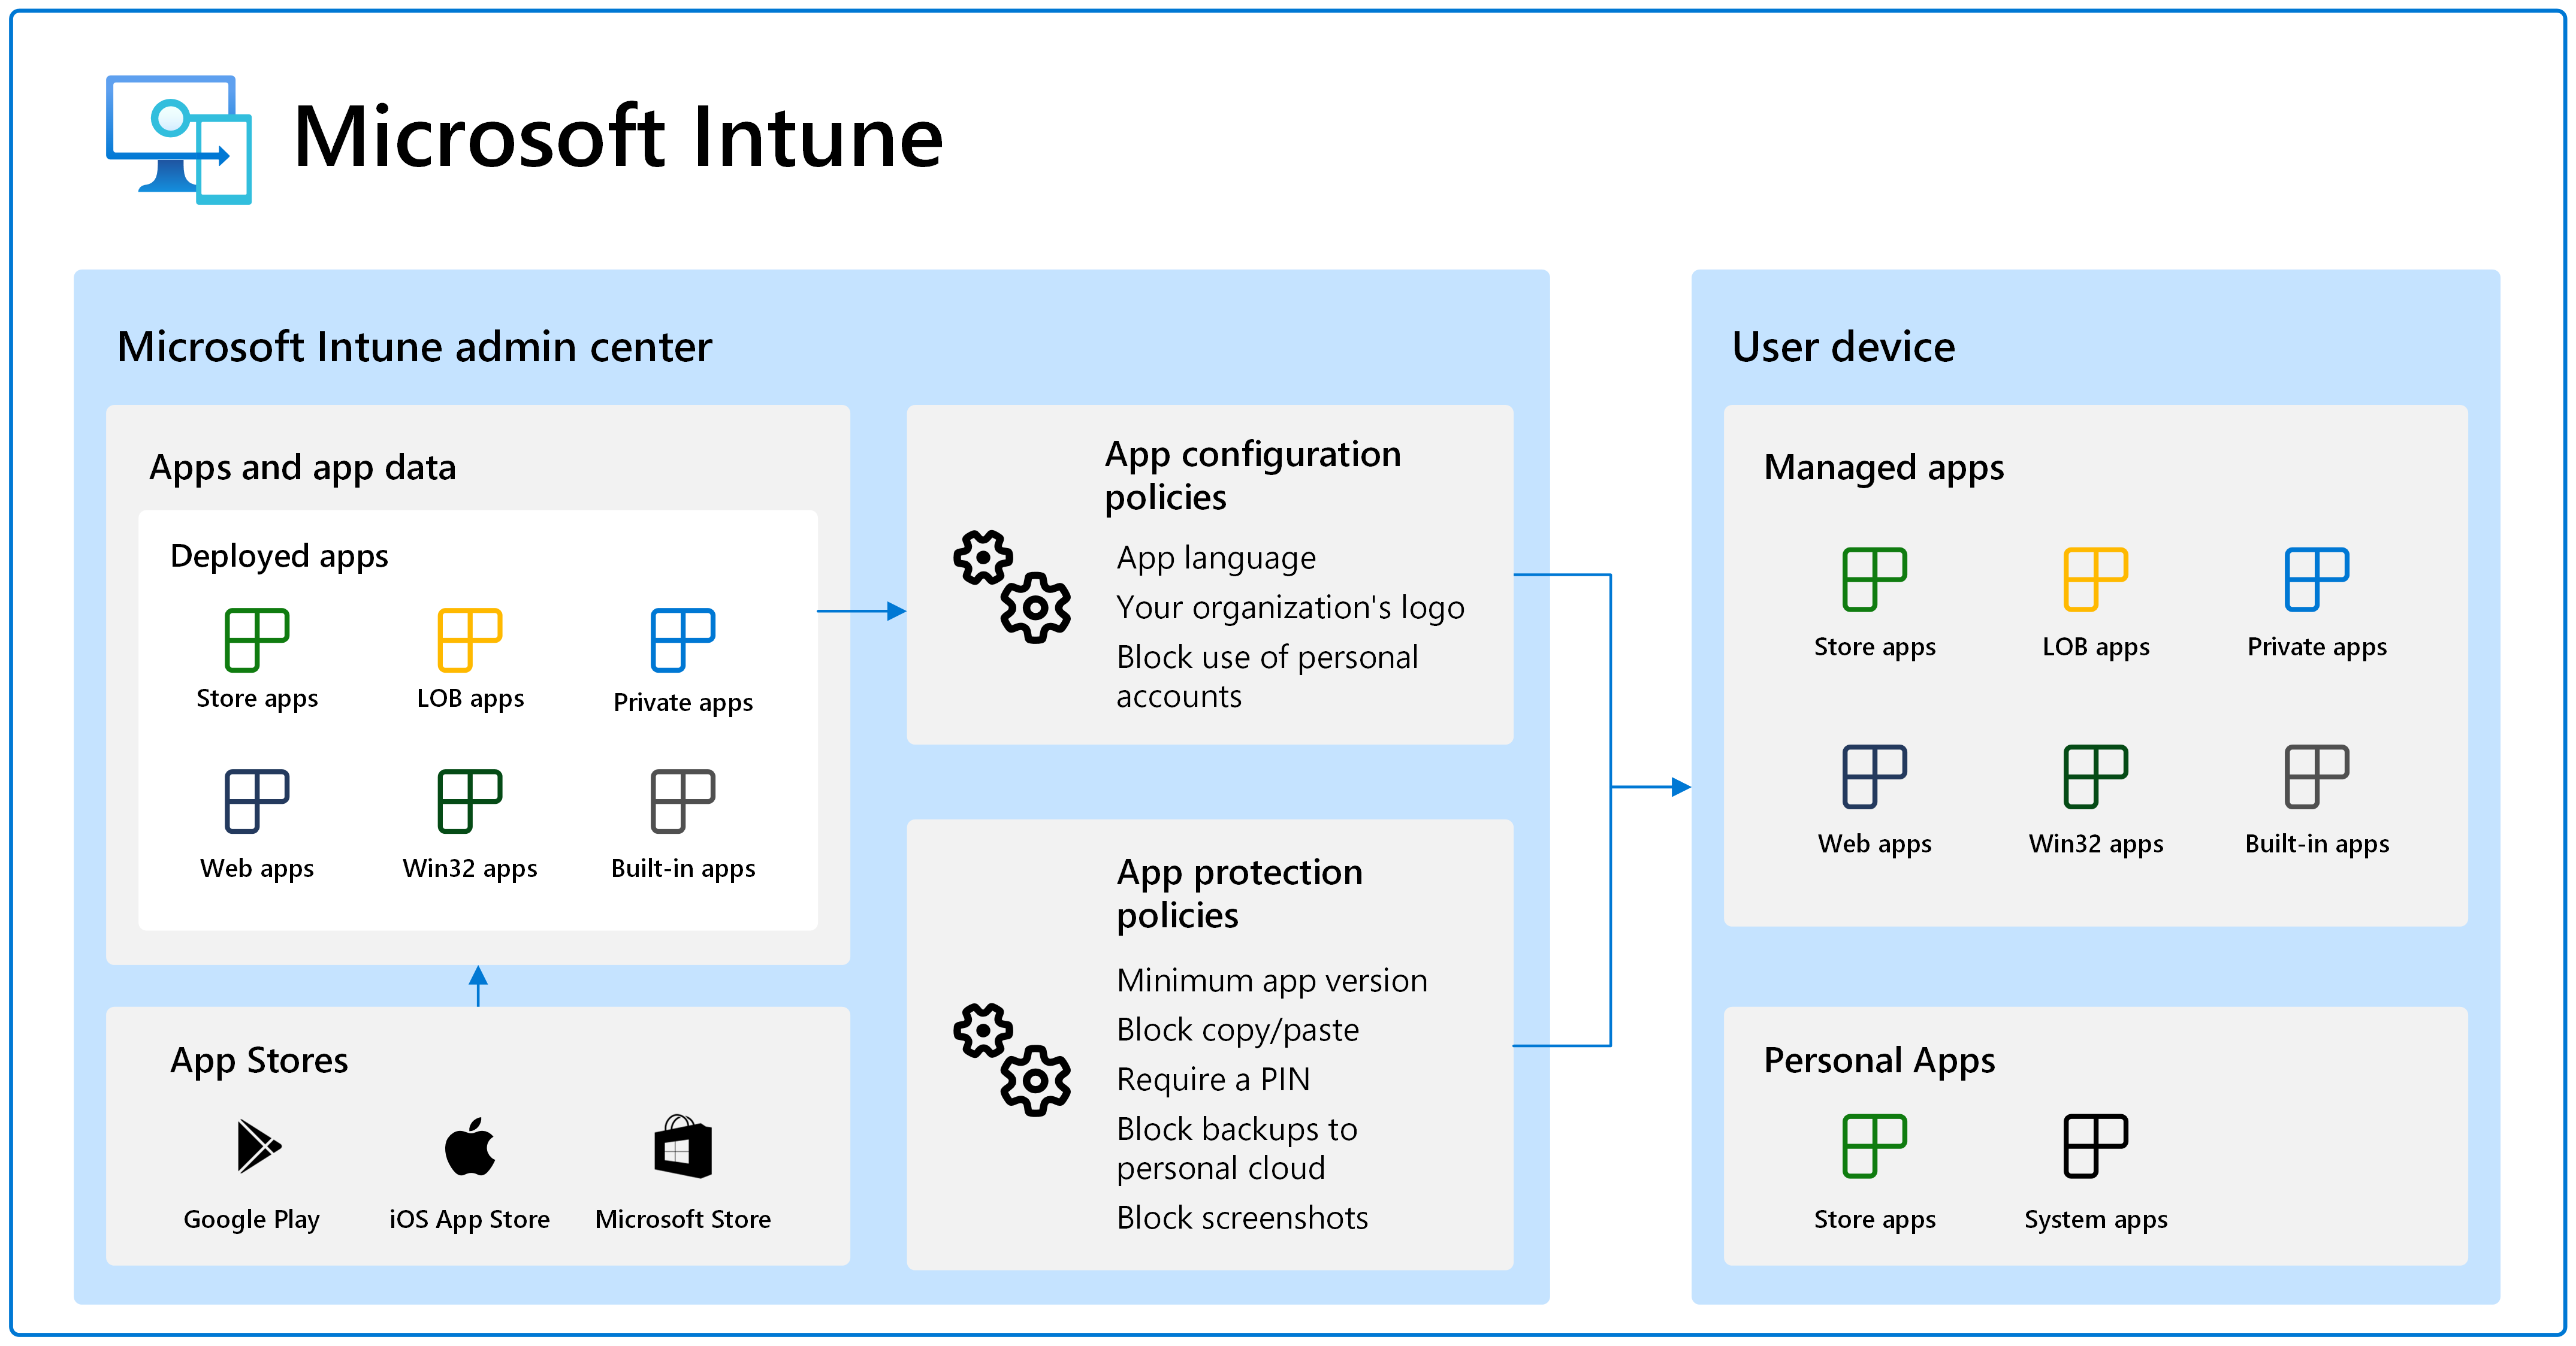 Microsoft Intune
Microsoft Intune admin center
Apps and app data
Deployed apps
Store apps
LOB apps
Private apps
Web apps
Win32 apps
Built-in apps
App Stores
Google Play
iOS App Store
Microsoft Store
App configuration
policies
App language
Your organization's logo
Block use of personal
accounts
App protection
policies
Minimum app version
Block copy/paste
Require a PIN
Block backups to
personal cloud
Block screenshots
User device
Managed apps
Store apps
LOB apps
Private apps
Web apps
Win32 apps
Built-in apps
Personal Apps
Store apps
System apps